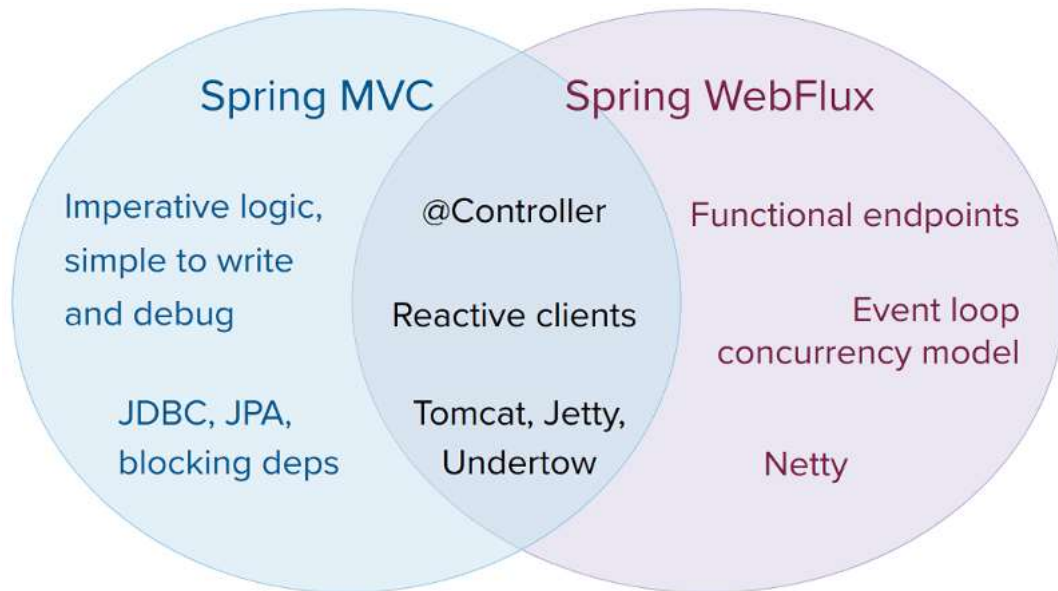 Spring MVC
Imperative logic,
simple to write
and debug
JDBC, JPA,
blocking deps
@Controller
Reactive clients
Tomcat, Jetty,
Undertow
Spring WebFlux
Functional endpoints
Event loop
concurrency model
Netty